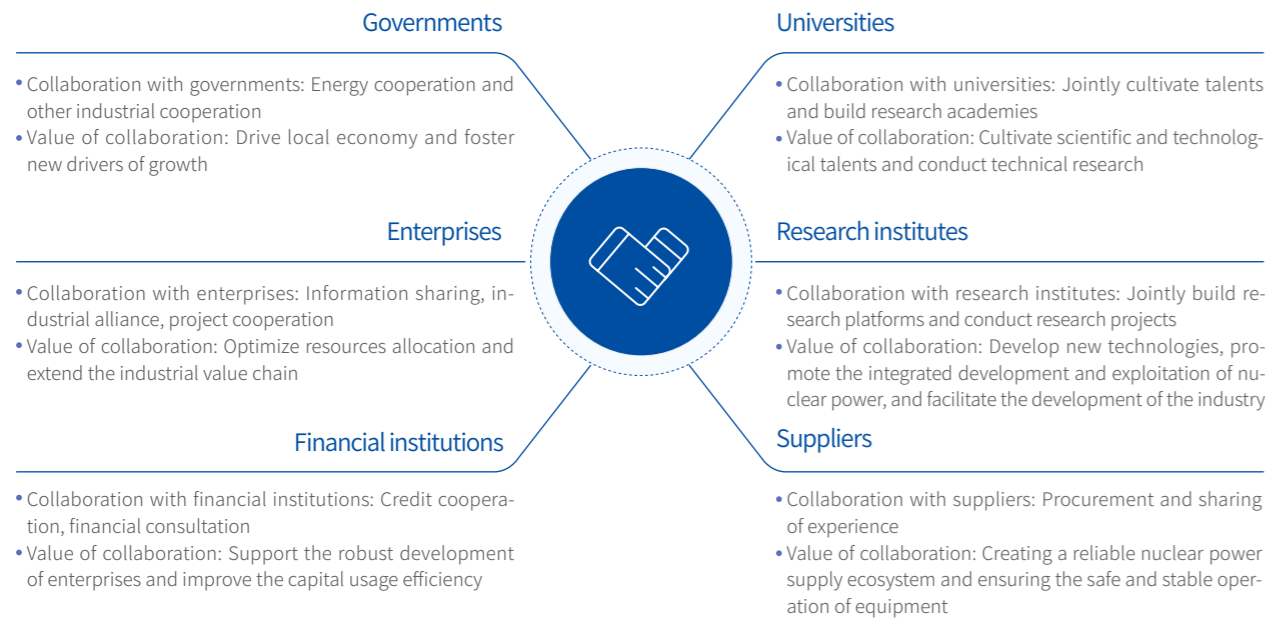 Governments
• Collaboration with governments: Energy cooperation and
other industrial cooperation
• Value of collaboration: Drive local economy and foster
new drivers of growth
Enterprises
• Collaboration with enterprises: Information sharing, in-
dustrial alliance, project cooperation
• Value of collaboration: Optimize resources allocation and
extend the industrial value chain
Financial institutions
• Collaboration with financial institutions: Credit coopera-
tion, financial consultation
• Value of collaboration: Support the robust development
of enterprises and improve the capital usage efficiency
Universities
• Collaboration with universities: Jointly cultivate talents
and build research academies
• Value of collaboration: Cultivate scientific and technolog-
ical talents and conduct technical research
Research institutes
• Collaboration with research institutes: Jointly build re-
search platforms and conduct research projects
• Value of collaboration: Develop new technologies, pro-
mote the integrated development and exploitation of nu-
clear power, and facilitate the development of the industry
Suppliers
• Collaboration with suppliers: Procurement and sharing
of experience
• Value of collaboration: Creating a reliable nuclear power
supply ecosystem and ensuring the safe and stable oper-
ation of equipment